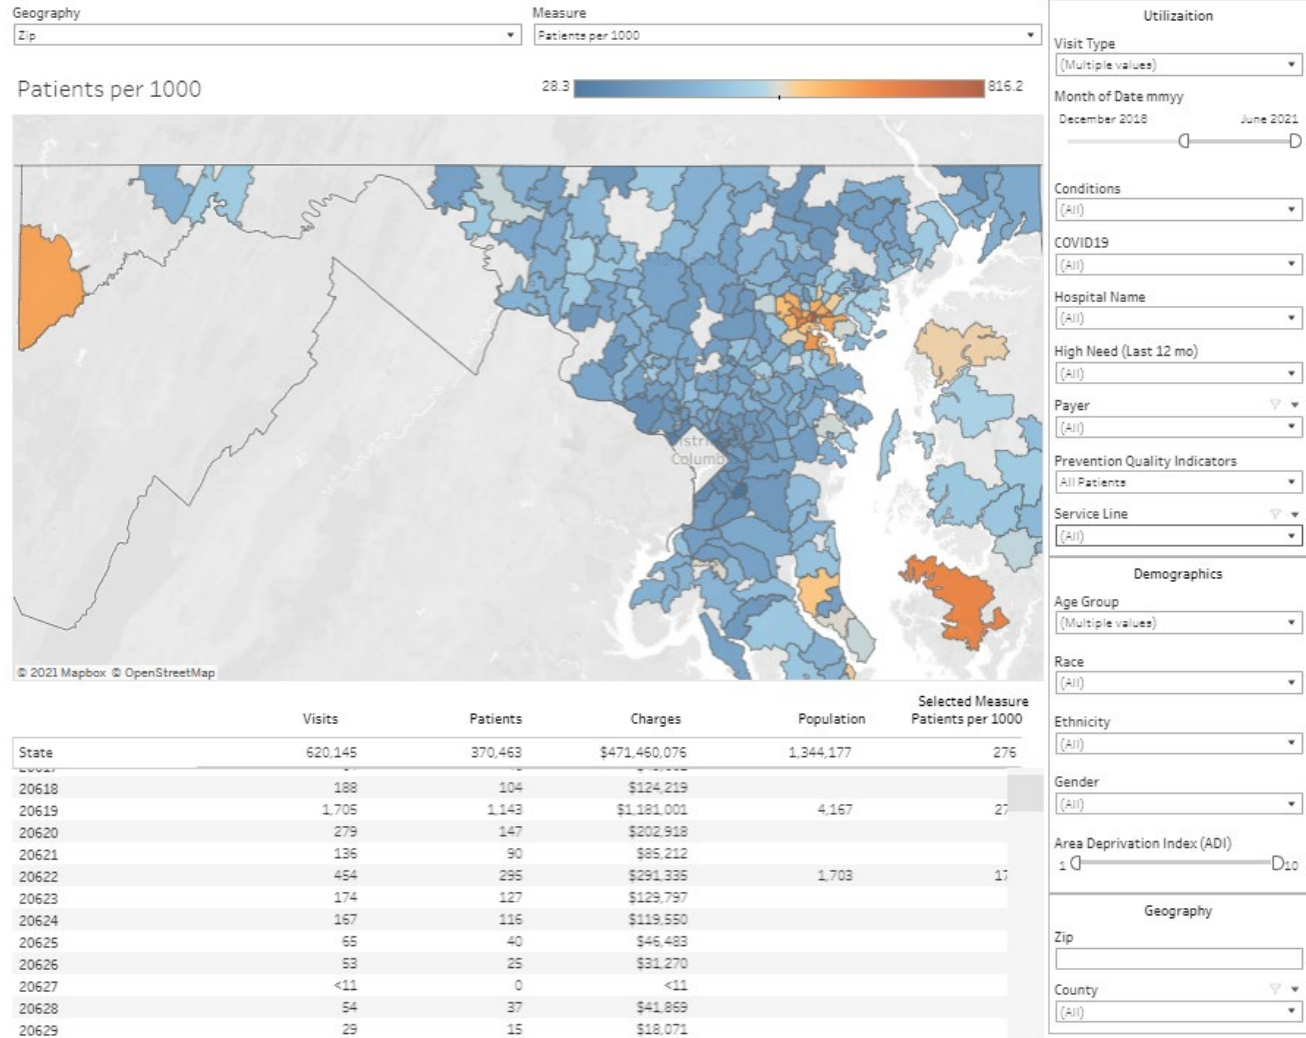 Geography
Zip
Measure
Patients per 1000
Patients per 1000
28.3
816.2
© 2021 Mapbox © OpenStreetMap
Visits Patients Charges Population Selected Measure Patients per 1000
State 620,145 370,463 $471,460,076 1,344,177 276
20618 188 104 $124,219
20619 1,705 1,143 $1,181,001 4,167 27
20620 279 147 $202,918
20621 136 90 $85,212
20622 454 295 $291,335 1,703 17
20623 174 127 $129,797
20624 167 116 $119,550
20625 65 40 $46,483
20626 53 25 $31,270
20627 <11 0 <11
20628 54 37 $41,869
20629 29 15 $18,071
Utilizaition
Visit Type
(Multiple values)
Month of Date mmyy
December 2018 June 2021
Conditions
(All)
COVID19
(All)
Hospital Name
(All)
High Need (Last 12 mo)
(All)
Payer
(All)
Prevention Quality Indicators
All Patients
Service Line
(All)
Demographics
Age Group
(Multiple values)
Race
(All)
Ethnicity
(All)
Gender
(All)
Area Deprivation Index (ADI)
1 10
Geography
Zip
County
(All)